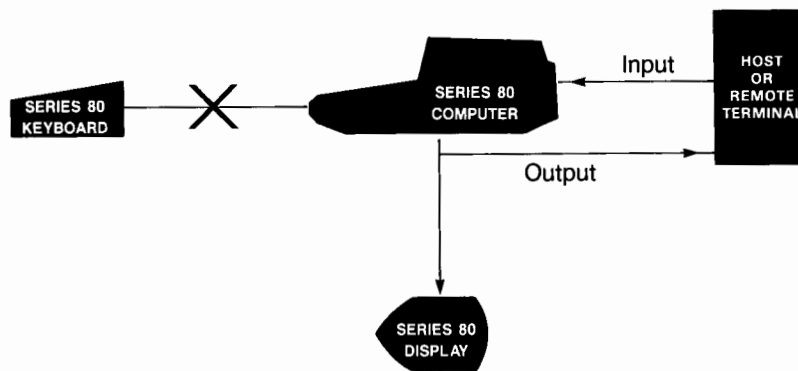 SERIES 80
KEYBOARD
SERIES 80
COMPUTER
Input
HOST
OR
REMOTE
TERMINAL
Output
SERIES 80
DISPLAY